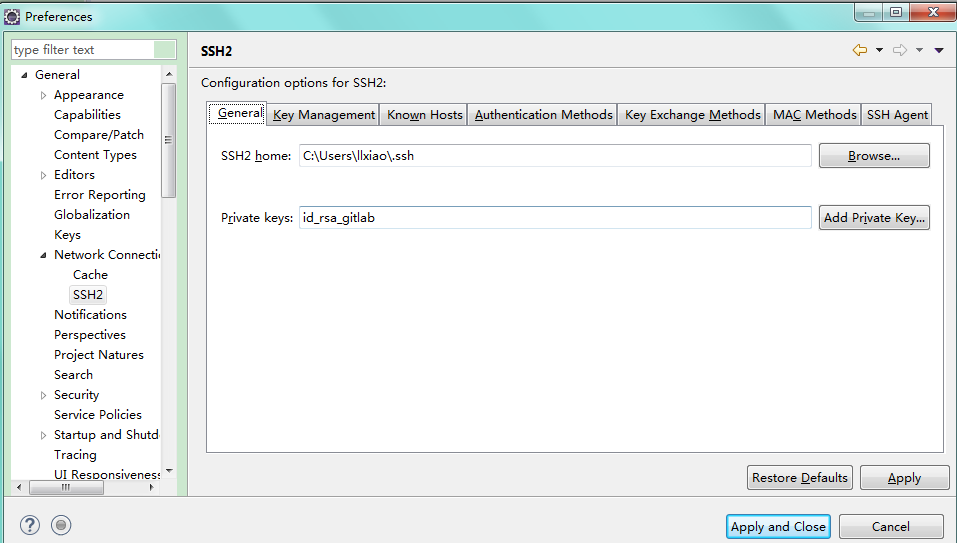 Preferences
type filter text
General
Appearance
Capabilities
Compare/Patch
Content Types
Editors
Error Reporting
Globalization
Keys
Network Connecti
Cache
SSH2
Notifications
Perspectives
Project Natures
Search
Security
Service Policies
Startup and Shutd
Tracing
UI Responsiveness
SSH2
Configuration options for SSH2:
General Key Management Known Hosts Authentication Methods Key Exchange Methods MAC Methods SSH Agent
SSH2 home: C:\Users\llxiao\.ssh Browse...
Private keys: id_rsa_gitlab Add Private Key...
Restore Defaults Apply
Apply and Close Cancel